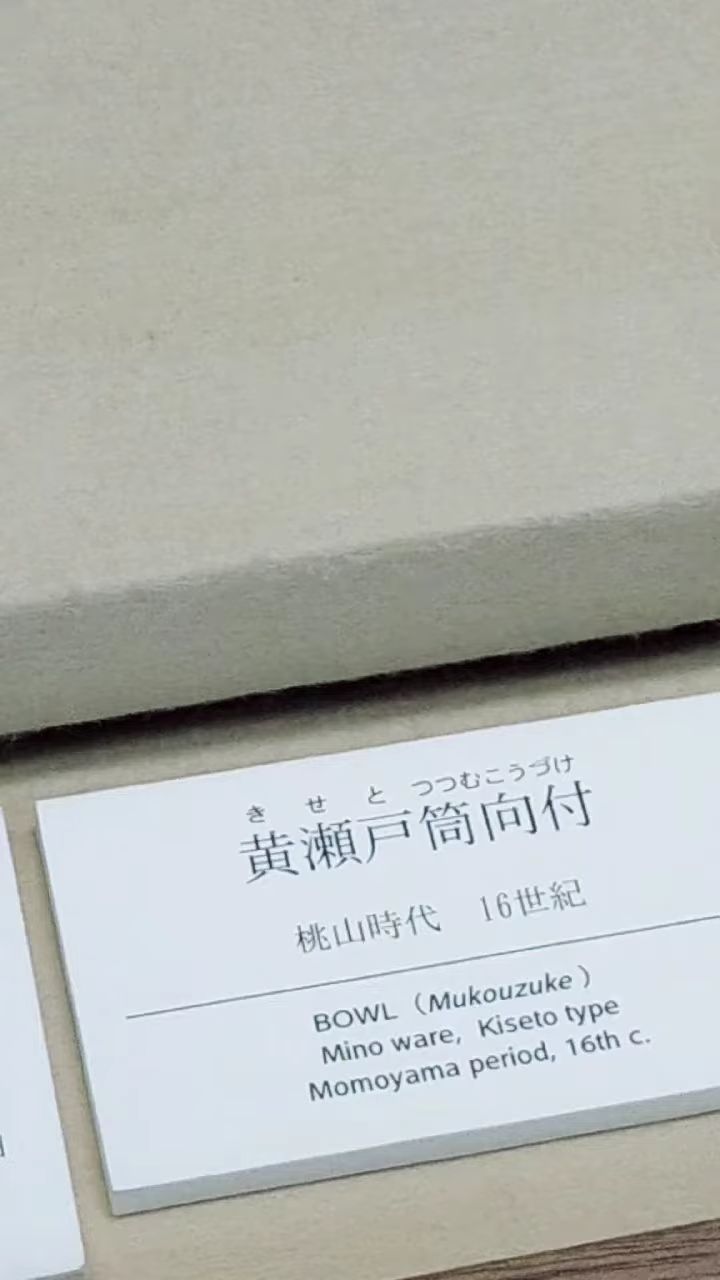 き せ と つつむこうづけ
黄瀬戸筒向付
桃山時代　16世紀
BOWL（Mukouzuke）
Mino ware, Kiseto type
Momoyama period, 16th c.